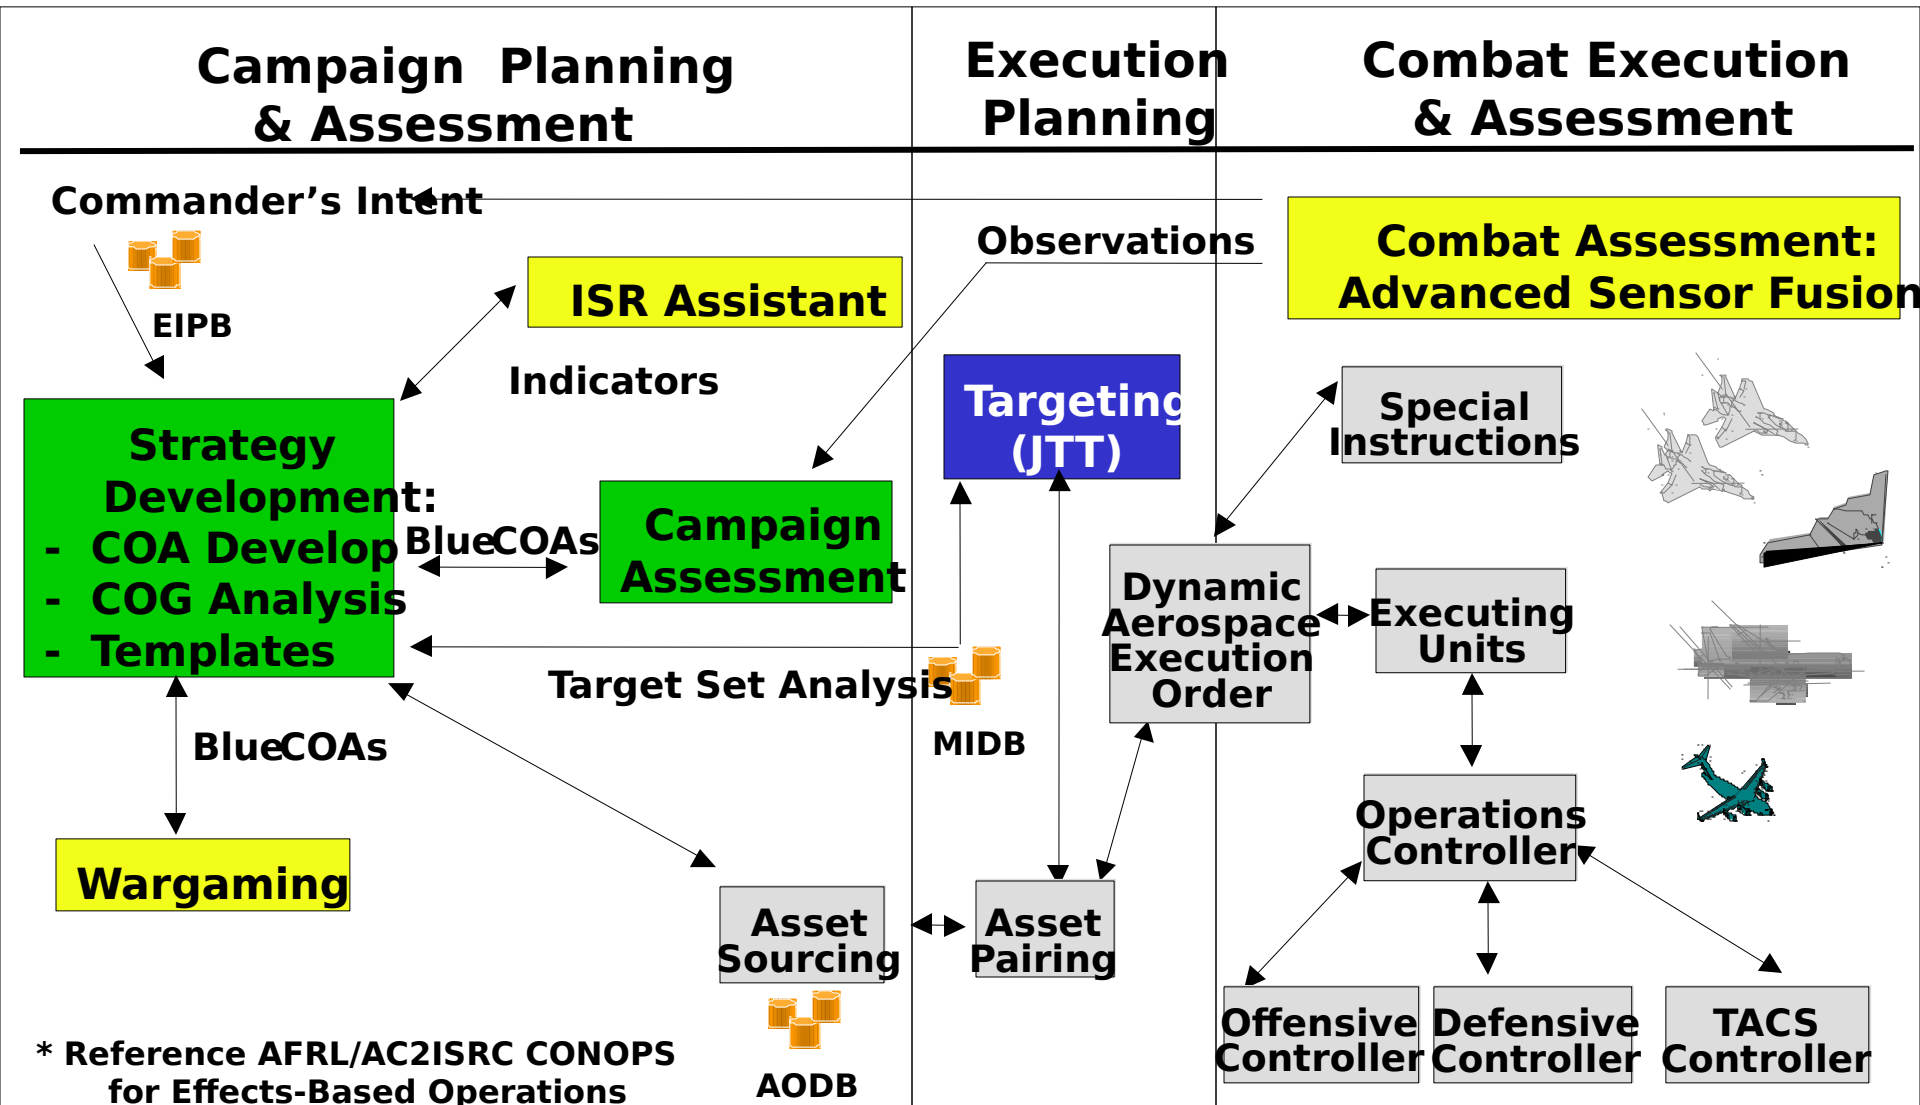 Campaign  Planning
& Assessment
Execution
Planning
Combat Execution
& Assessment
Commander’s Intent
EIPB
ISR Assistant
Indicators
Observations
Combat Assessment:
Advanced Sensor Fusion
Strategy
Development:
-  COA Develop
-  COG Analysis
-  Templates
BlueCOAs
Campaign
Assessment
Targeting
(JTT)
Special
Instructions
Dynamic
Aerospace
Execution
Order
Executing
Units
Target Set Analysis
MIDB
BlueCOAs
Wargaming
Operations
Controller
Asset
Sourcing
Asset
Pairing
AODB
Offensive
Controller
Defensive
Controller
TACS
Controller
* Reference AFRL/AC2ISRC CONOPS
for Effects-Based Operations